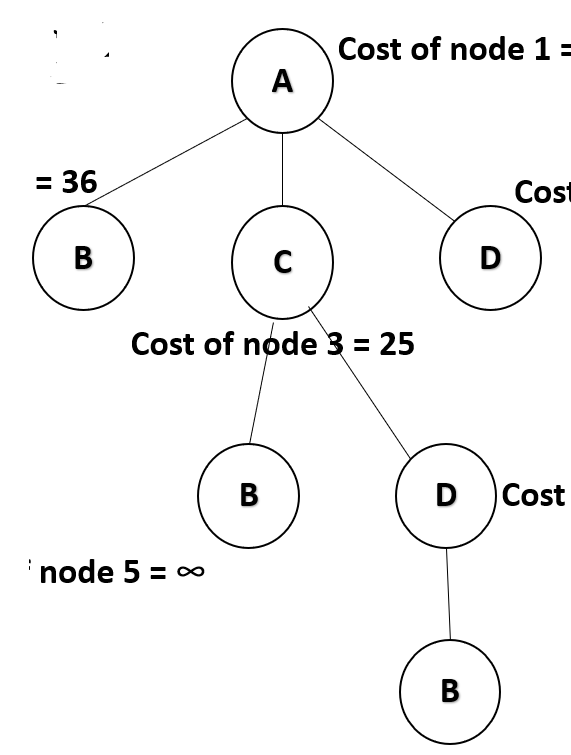 Cost of node 1 =
A
= 36
Cost
B
C
D
Cost of node 3 = 25
B
D
Cost
node 5 = ∞
B